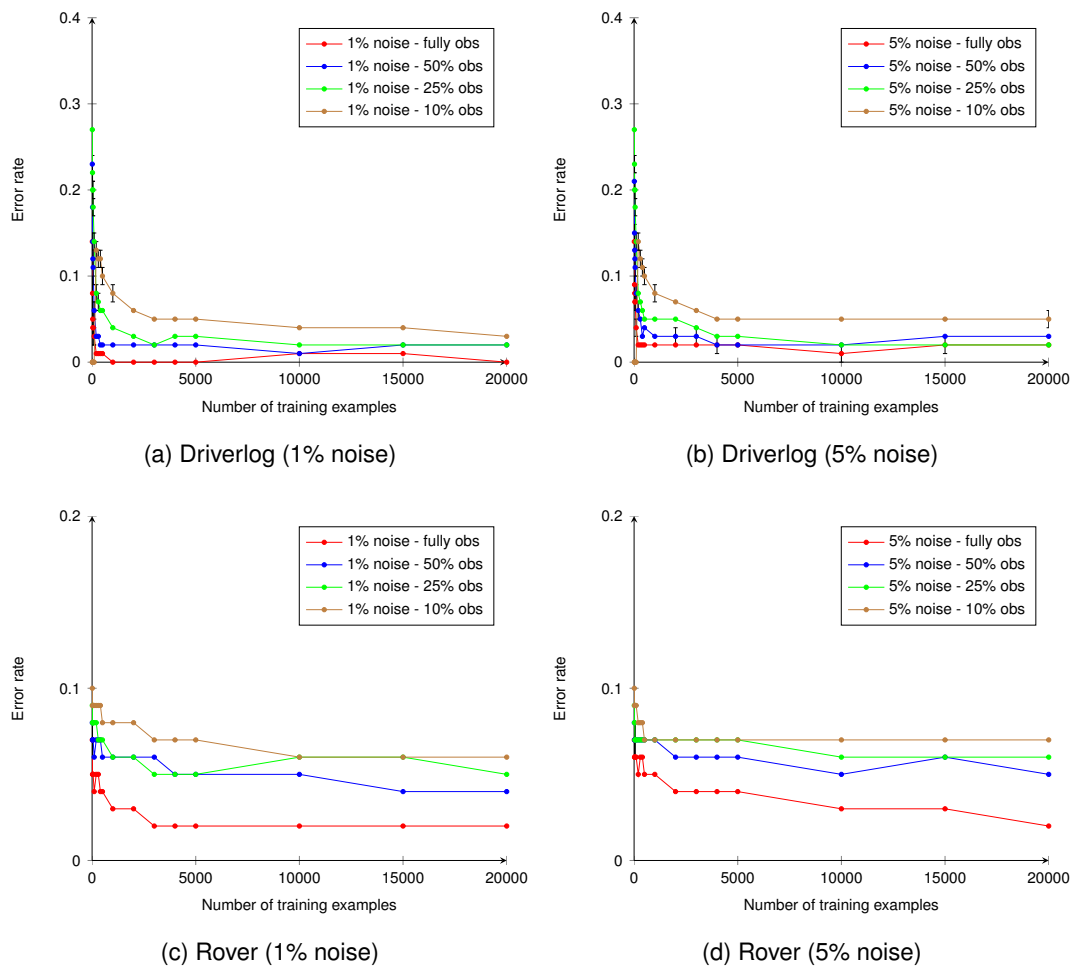 0.4
0.3
0.2
0.1
0
Error rate
1% noise - fully obs
1% noise - 50% obs
1% noise - 25% obs
1% noise - 10% obs
0 5000 10000 15000 20000
Number of training examples
(a) Driverlog (1% noise)
0.4
0.3
0.2
0.1
0
Error rate
5% noise - fully obs
5% noise - 50% obs
5% noise - 25% obs
5% noise - 10% obs
0 5000 10000 15000 20000
Number of training examples
(b) Driverlog (5% noise)
0.2
0.1
0
Error rate
1% noise - fully obs
1% noise - 50% obs
1% noise - 25% obs
1% noise - 10% obs
0 5000 10000 15000 20000
Number of training examples
(c) Rover (1% noise)
0.2
0.1
0
Error rate
5% noise - fully obs
5% noise - 50% obs
5% noise - 25% obs
5% noise - 10% obs
0 5000 10000 15000 20000
Number of training examples
(d) Rover (5% noise)